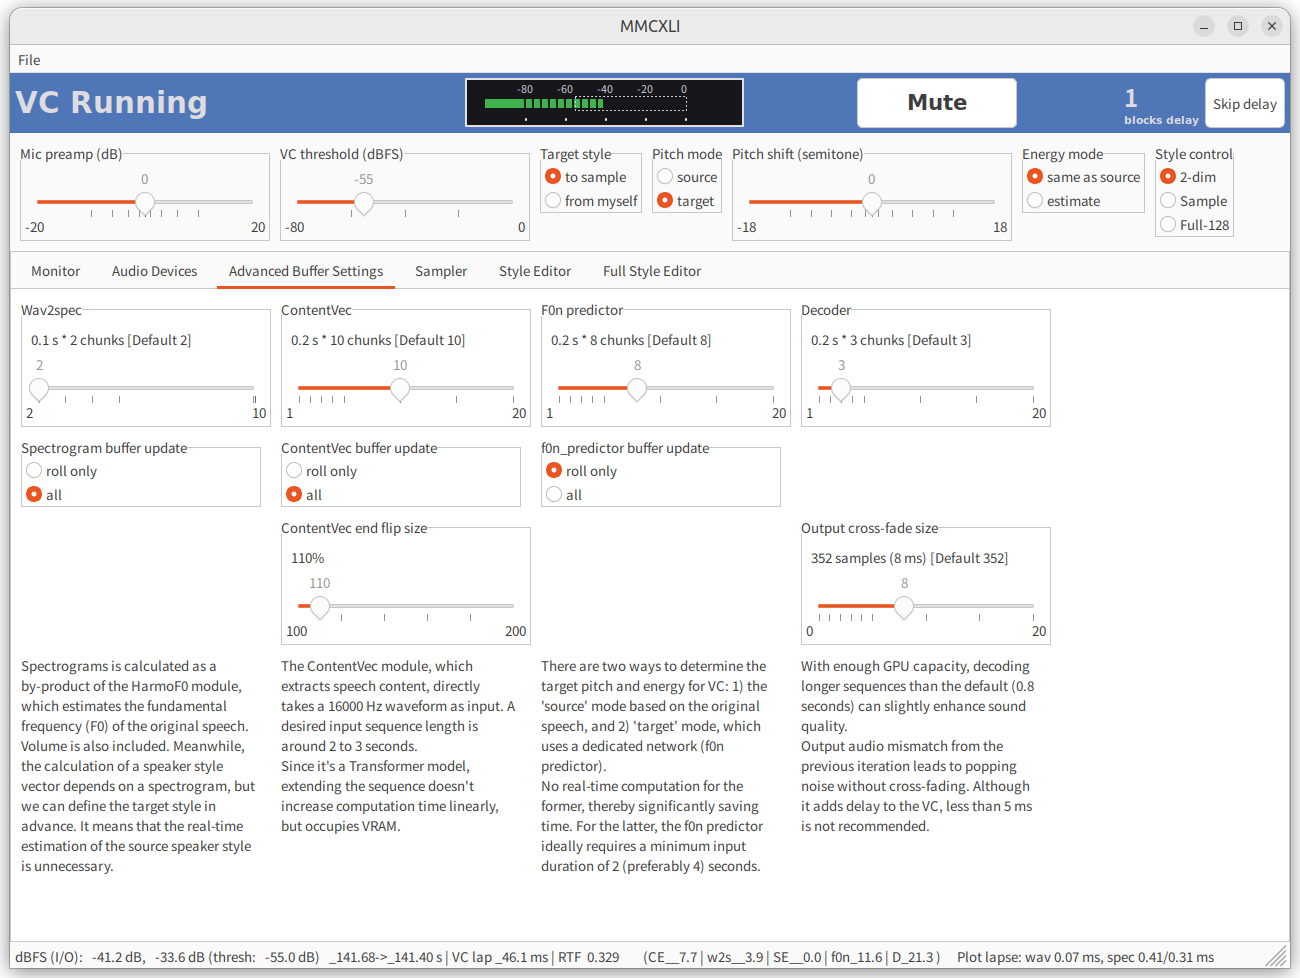 MMCXLI
File
VC Running
-80 -60 -40 -20 0
Mute
1
blocks delay
Skip delay
Mic preamp (dB)
0
-20 20
VC threshold (dBFS)
-55
-80 0
Target style
to sample
from myself
Pitch mode
source
target
Pitch shift (semitone)
0
-18 18
Energy mode
same as source
estimate
Style control
2-dim
Sample
Full-128
Monitor Audio Devices Advanced Buffer Settings Sampler Style Editor Full Style Editor
Wav2spec
0.1 s * 2 chunks [Default 2]
2
2 10
ContentVec
0.2 s * 10 chunks [Default 10]
10
1 20
F0n predictor
0.2 s * 8 chunks [Default 8]
8
1 20
Decoder
0.2 s * 3 chunks [Default 3]
3
1 20
Spectrogram buffer update
roll only
all
ContentVec buffer update
roll only
all
f0n_predictor buffer update
roll only
all
ContentVec end flip size
110%
110
100 200
Output cross-fade size
352 samples (8 ms) [Default 352]
8
0 20
Spectrograms is calculated as a
by-product of the HarmoF0 module,
which estimates the fundamental
frequency (F0) of the original speech.
Volume is also included. Meanwhile,
the calculation of a speaker style
vector depends on a spectrogram, but
we can define the target style in
advance. It means that the real-time
estimation of the source speaker style
is unnecessary.
The ContentVec module, which
extracts speech content, directly
takes a 16000 Hz waveform as input. A
desired input sequence length is
around 2 to 3 seconds.
Since it's a Transformer model,
extending the sequence doesn't
increase computation time linearly,
but occupies VRAM.
There are two ways to determine the
target pitch and energy for VC: 1) the
'source' mode based on the original
speech, and 2) 'target' mode, which
uses a dedicated network (f0n
predictor).
No real-time computation for the
former, thereby significantly saving
time. For the latter, the f0n predictor
ideally requires a minimum input
duration of 2 (preferably 4) seconds.
With enough GPU capacity, decoding
longer sequences than the default (0.8
seconds) can slightly enhance sound
quality.
Output audio mismatch from the
previous iteration leads to popping
noise without cross-fading. Although
it adds delay to the VC, less than 5 ms
is not recommended.
dBFS (I/O): -41.2 dB, -33.6 dB (thresh: -55.0 dB) _141.68->_141.40 s | VC lap _46.1 ms | RTF 0.329 (CE__7.7 | w2s__3.9 | SE__0.0 | f0n_11.6 | D_21.3 ) Plot lapse: wav 0.07 ms, spec 0.41/0.31 ms